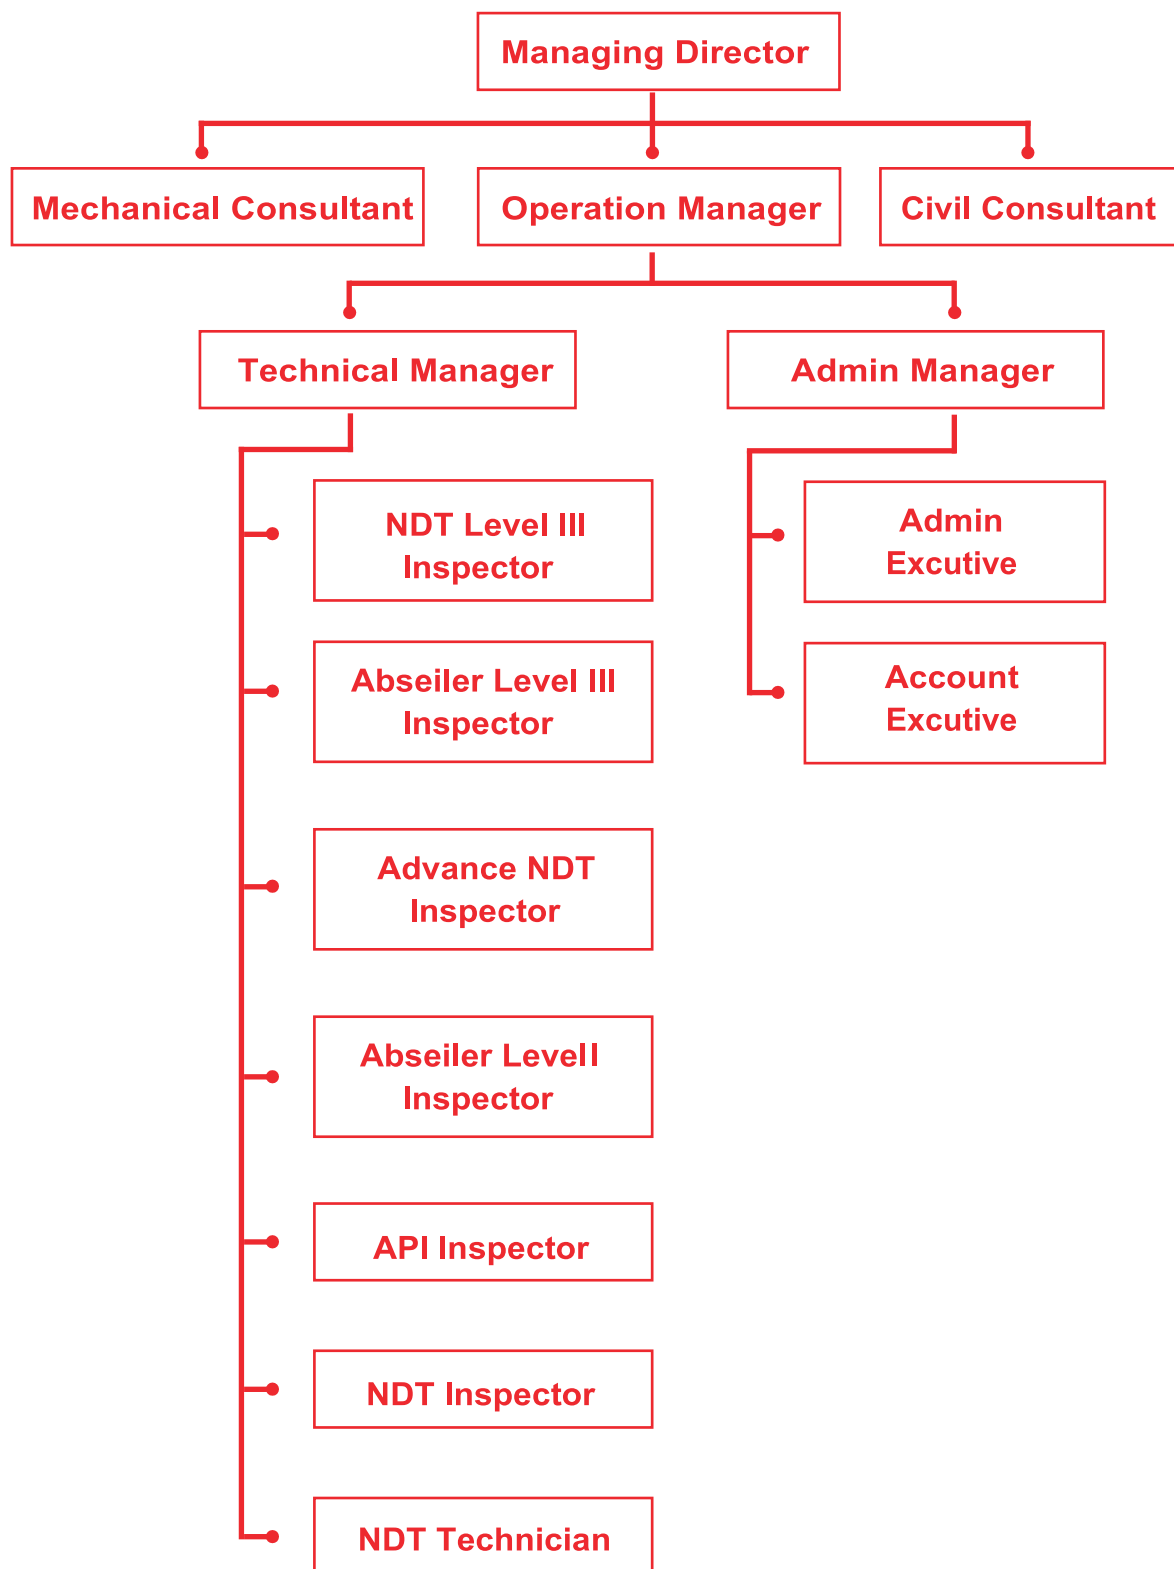 Managing Director
Mechanical Consultant
Operation Manager
Civil Consultant
Technical Manager
Admin Manager
NDT Level III
Inspector
Abseiler Level III
Inspector
Advance NDT
Inspector
Abseiler LevelI
Inspector
API Inspector
NDT Inspector
NDT Technician
Admin
Excutive
Account
Excutive